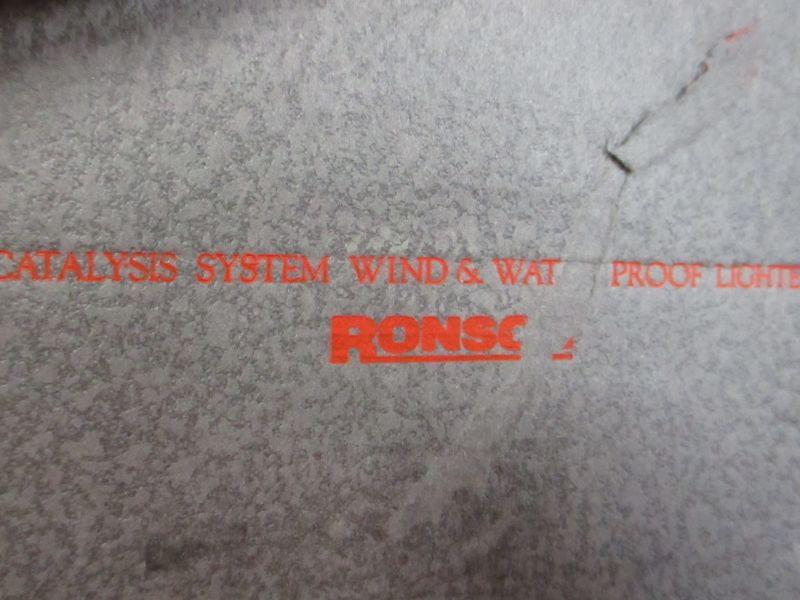 CATALYSIS SYSTEM WIND & WAT PROOF LIGHTE
RONSO